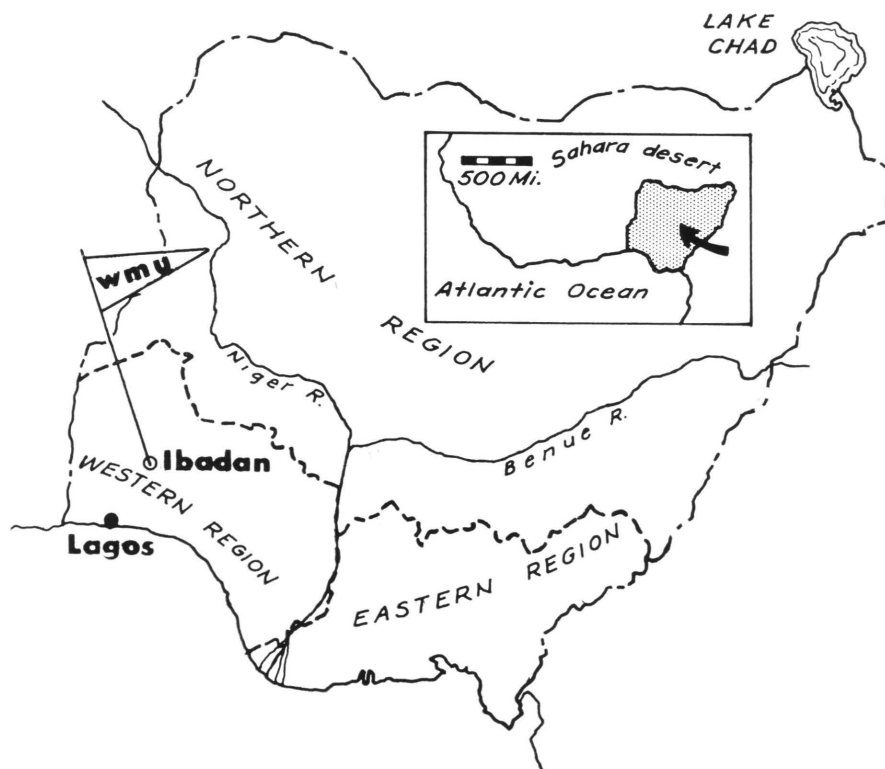 LAKE
CHAD
Sahara desert
500 Mi.
Atlantic Ocean
NORTHERN
REGION
wmu
Niger R.
Benue R.
Ibadan
WESTERN REGION
Lagos
EASTERN REGION